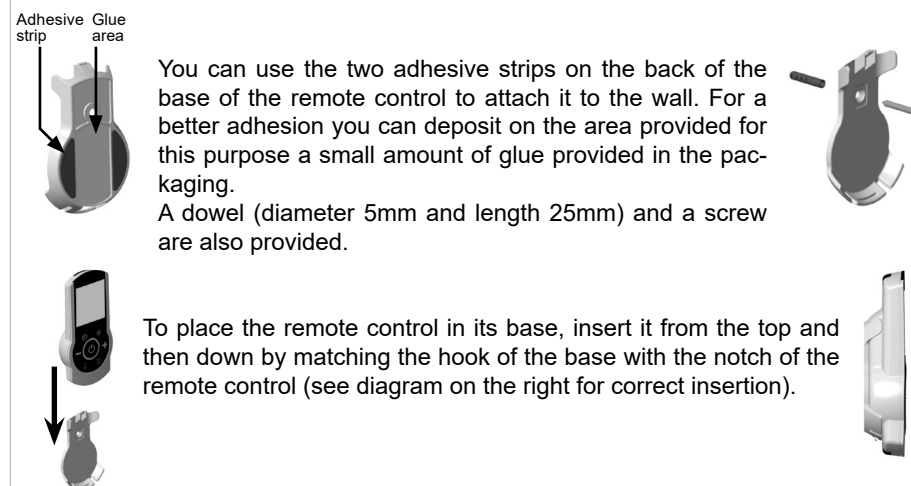 Adhesive strip
Glue area
You can use the two adhesive strips on the back of the
base of the remote control to attach it to the wall. For a
better adhesion you can deposit on the area provided for
this purpose a small amount of glue provided in the pac-
kaging.
A dowel (diameter 5mm and length 25mm) and a screw
are also provided.
To place the remote control in its base, insert it from the top and
then down by matching the hook of the base with the notch of the
remote control (see diagram on the right for correct insertion).